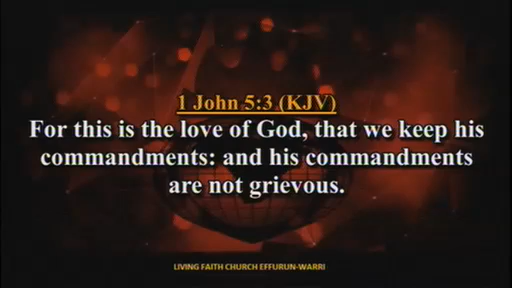 1 John 5:3 (KJV)
For this is the love of God, that we keep his
commandments: and his commandments
are not grievous.
LIVING FAITH CHURCH EFFURUN-WARRI